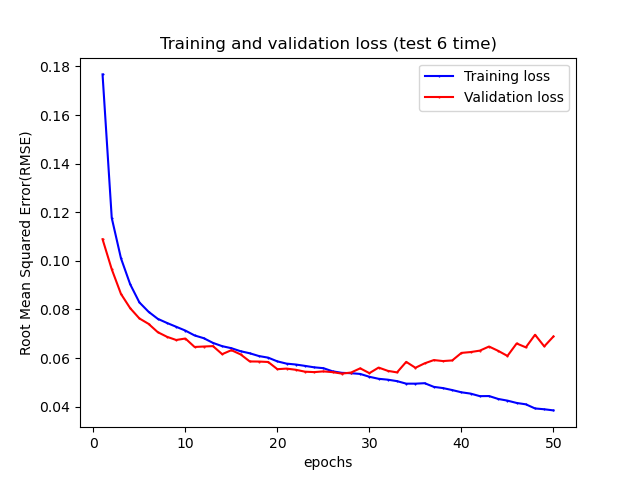 Training and validation loss (test 6 time)
Training loss
Validation loss
Root Mean Squared Error(RMSE)
0.18
0.16
0.14
0.12
0.10
0.08
0.06
0.04
0 10 20 30 40 50
epochs